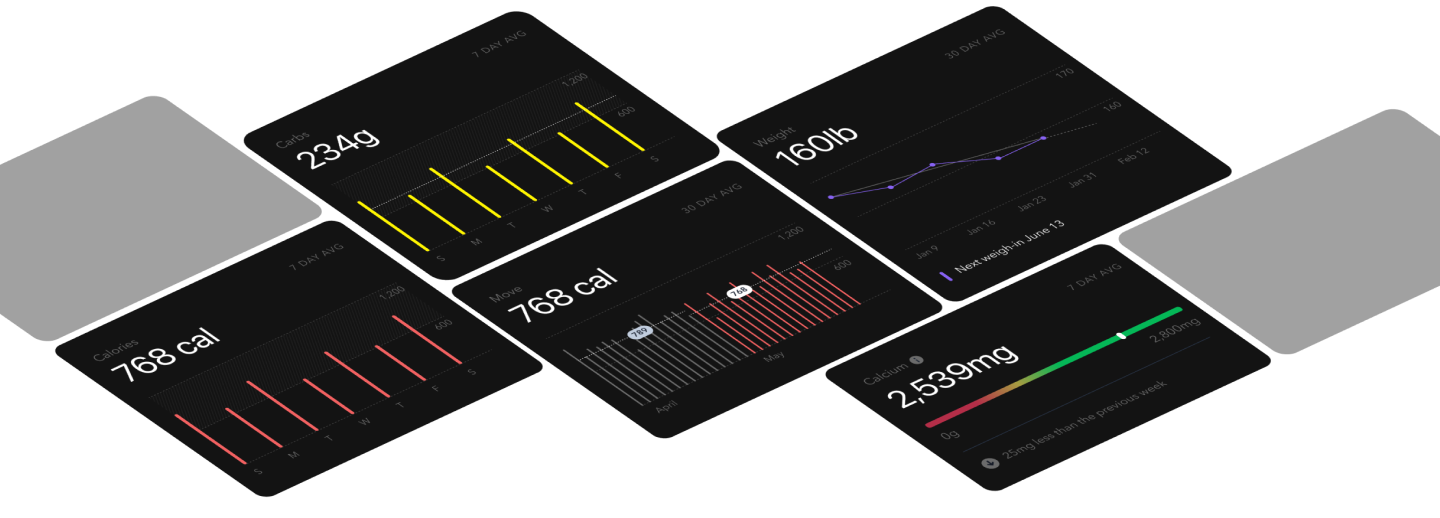 7 DAY AVG
Carbs
234g
1,200
600
S
M
T
W
T
F
S
30 DAY AVG
Weight
160lb
170
160
Jan 9
Jan 16
Jan 23
Jan 31
Feb 12
Next weigh-in June 13
7 DAY AVG
Calories
768 cal
1,200
600
S
M
T
W
T
F
S
30 DAY AVG
Move
768 cal
1,200
600
789
768
April
May
7 DAY AVG
Calcium
2,539mg
0g
2,800mg
25mg less than the previous week